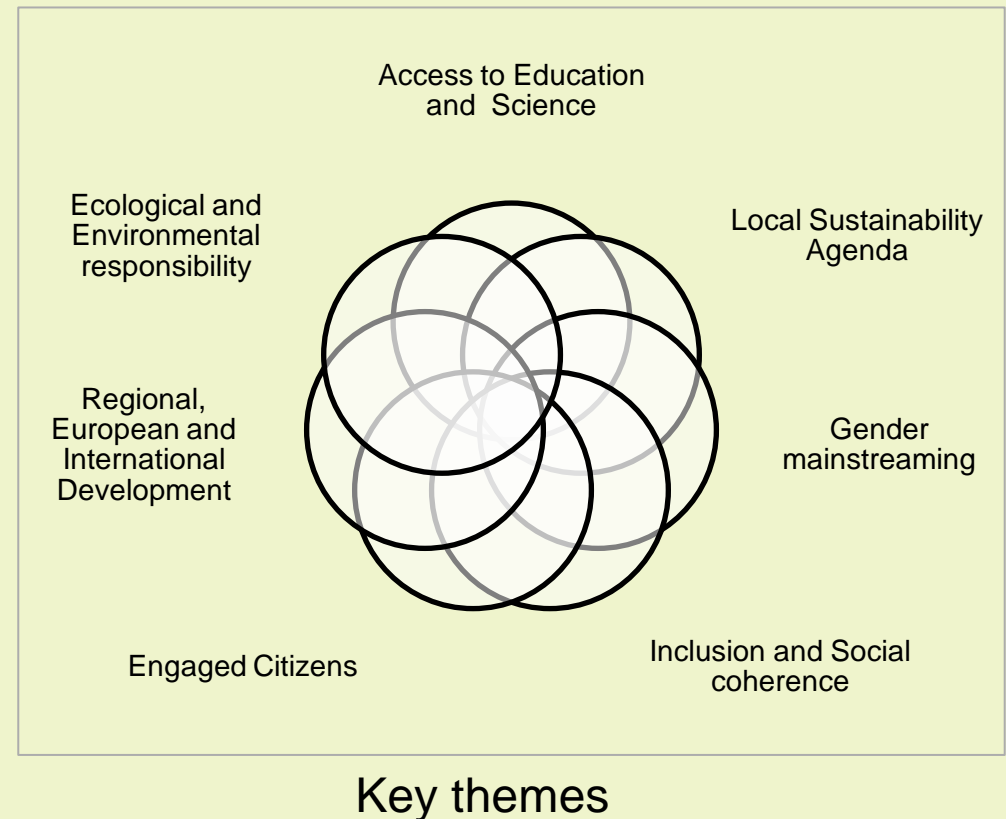 Access to Education
and Science
Ecological and
Environmental
responsibility
Local Sustainability
Agenda
Regional,
European and
International
Development
Gender
mainstreaming
Engaged Citizens
Inclusion and Social
coherence
Key themes